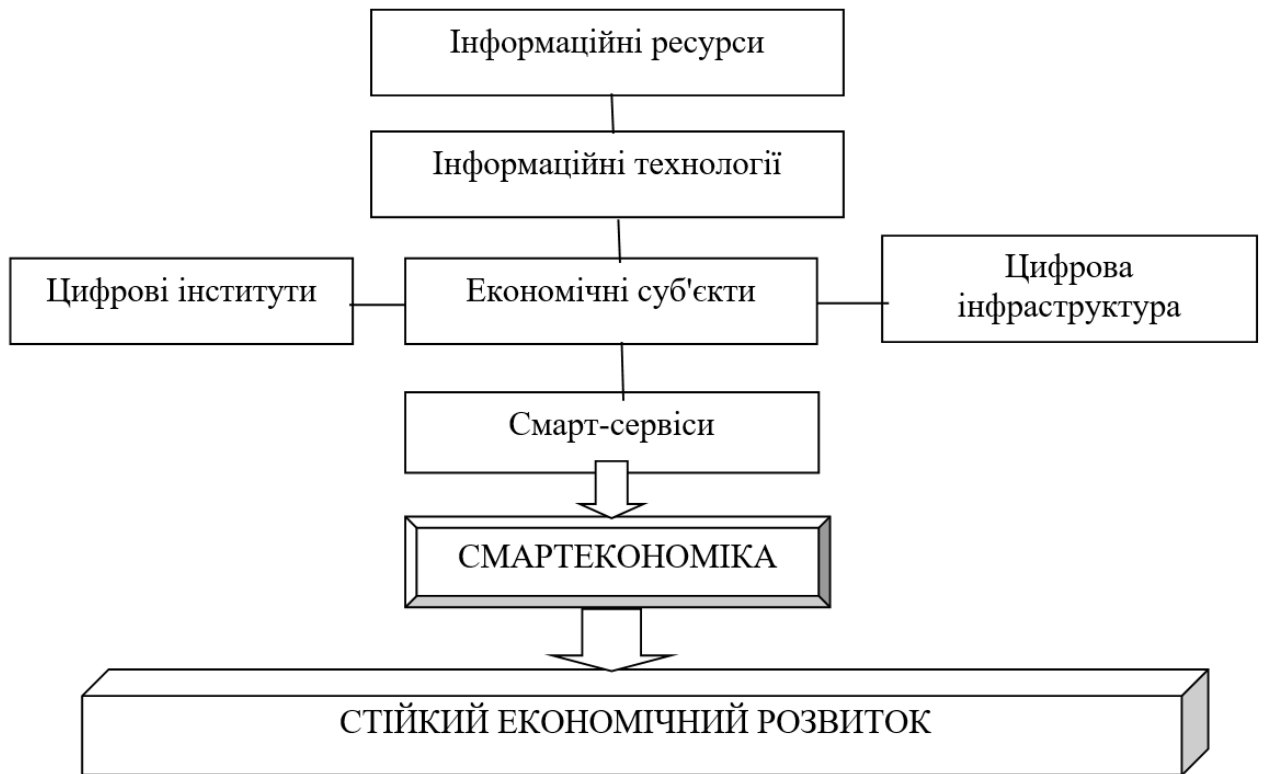 Інформаційні ресурси
Інформаційні технології
Цифрові інститути
Економічні суб'єкти
Цифрова
інфраструктура
Смарт-сервіси
СМАРТЕКОНОМІКА
СТІЙКИЙ ЕКОНОМІЧНИЙ РОЗВИТОК